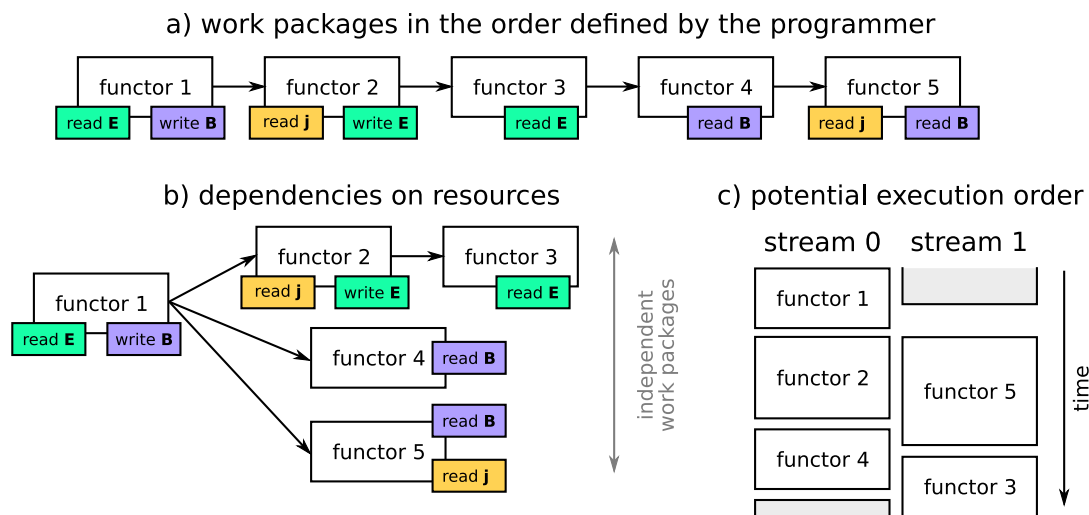 a) work packages in the order defined by the programmer
functor 1
functor 2
functor 3
functor 4
functor 5
read E
write B
read j
write E
read E
read B
read j
read B
b) dependencies on resources
functor 1
read E
write B
functor 2
functor 3
read j
write E
read E
functor 4
read B
functor 5
read B
read j
independent
work packages
c) potential execution order
stream 0
stream 1
functor 1
functor 2
functor 5
functor 4
functor 3
time